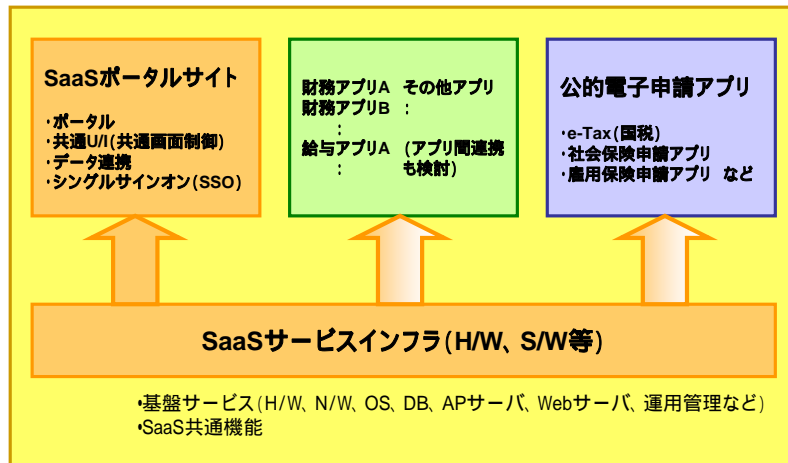 SaaSポータルサイト
・ポータル
・共通U/I(共通画面制御)
・データ連携
・シングルサインオン(SSO)
財務アプリA その他アプリ
財務アプリB :
:
給与アプリA (アプリ間連携
: も検討)
公的電子申請アプリ
・e-Tax(国税)
・社会保険申請アプリ
・雇用保険申請アプリ など
SaaSサービスインフラ(H/W、S/W等)
・基盤サービス(H/W、N/W、OS、DB、APサーバ、Webサーバ、運用管理など)
・SaaS共通機能